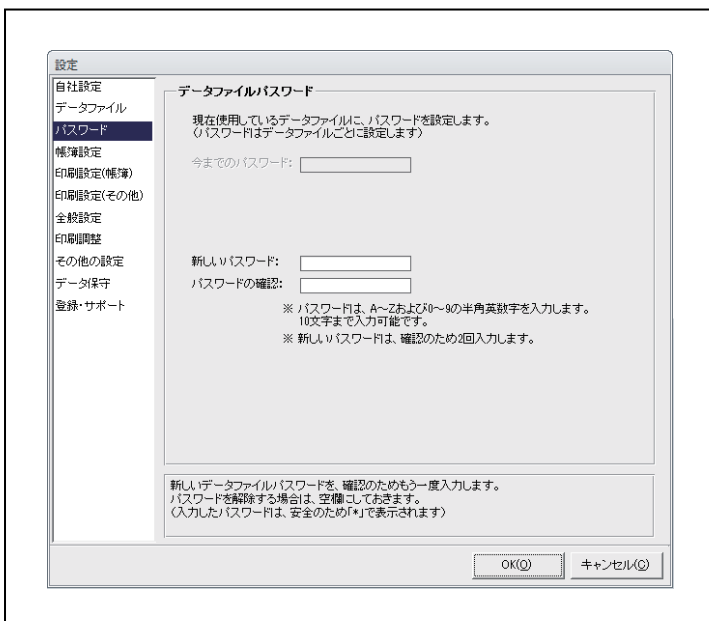 設定
自社設定
データファイル
パスワード
帳簿設定
印刷設定(帳簿)
印刷設定(その他)
全般設定
印刷調整
その他の設定
データ保守
登録・サポート
データファイルパスワード
現在使用しているデータファイルに、パスワードを設定します。
(パスワードはデータファイルごとに設定します)
今までのパスワード:
新しいパスワード:
パスワードの確認:
※ パスワードは、A~Zおよび0~9の半角英数字を入力します。
10文字まで入力可能です。
※ 新しいパスワードは、確認のため2回入力します。
新しいデータファイルパスワードを、確認のためもう一度入力します。
パスワードを解除する場合は、空欄にしておきます。
(入力したパスワードは、安全のため「*」で表示されます)
OK(O)
キャンセル(C)